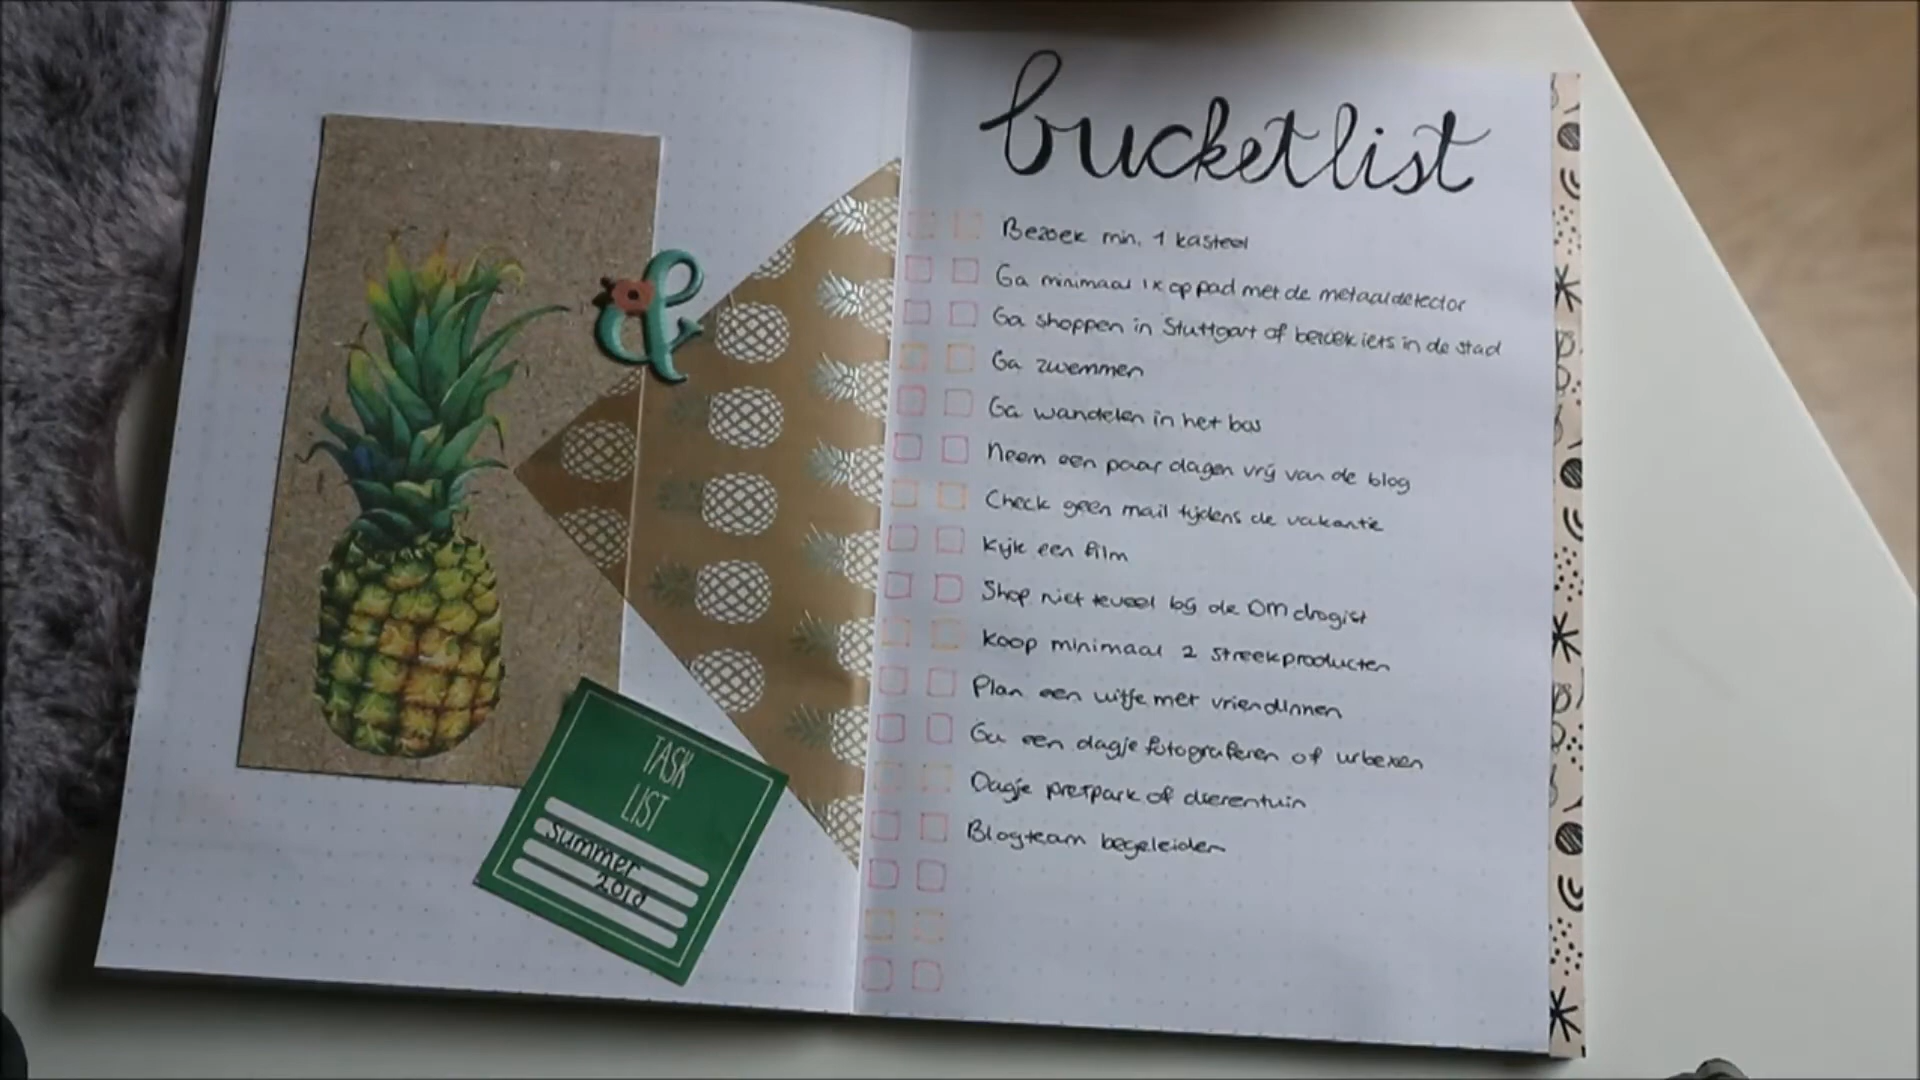 &
TASK
LIST
summer
2018
bucketlist
Bezoek min. 1 kasteel
Ga minimaal 1x op pad met de metaaldetector
Ga shoppen in Stuttgart of bezoek iets in de stad
Ga zwemmen
Ga wandelen in het bos
Neem een paar dagen vrij van de blog
Check geen mail tijdens de vakantie
Kijk een film
Shop niet teveel bij de DM drogist
Koop minimaal 2 streekproducten
Plan een uitje met vriendinnen
Ga een dagje fotograferen of urbexen
Dagje pretpark of dierentuin
Blogteam begeleiden